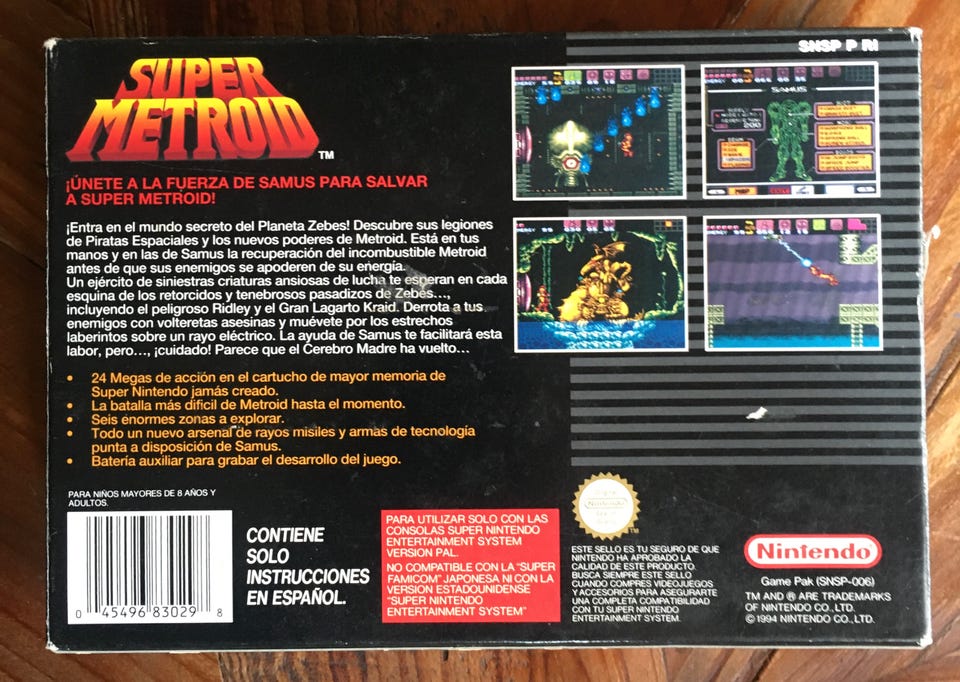 SNSP P RI
SUPER
METROID
TM
¡ÚNETE A LA FUERZA DE SAMUS PARA SALVAR
A SUPER METROID!
¡Entra en el mundo secreto del Planeta Zebes! Descubre sus legiones
de Piratas Espaciales y los nuevos poderes de Metroid. Está en tus
manos y en las de Samus la recuperación del incombustible Metroid
antes de que sus enemigos se apoderen de su energía.
Un ejército de siniestras criaturas ansiosas de lucha te esperan en cada
esquina de los retorcidos y tenebrosos pasadizos de Zebes...,
incluyendo el peligroso Ridley y el Gran Lagarto Kraid. Derrota a tus
enemigos con volteretas asesinas y muévete por los estrechos
laberintos sobre un rayo eléctrico. La ayuda de Samus te facilitará esta
labor, pero..., ¡cuidado! Parece que el Cerebro Madre ha vuelto...
• 24 Megas de acción en el cartucho de mayor memoria de
Super Nintendo jamás creado.
• La batalla más dificil de Metroid hasta el momento.
• Seis enormes zonas a explorar.
• Todo un nuevo arsenal de rayos misiles y armas de tecnología
punta a disposición de Samus.
• Batería auxiliar para grabar el desarrollo del juego.
SAMUS
PARA NIÑOS MAYORES DE 8 AÑOS Y
ADULTOS.
0 45496 83029 8
CONTIENE
SOLO
INSTRUCCIONES
EN ESPAÑOL.
PARA UTILIZAR SOLO CON LAS
CONSOLAS SUPER NINTENDO
ENTERTAINMENT SYSTEM
VERSION PAL.
NO COMPATIBLE CON LA "SUPER
FAMICOM" JAPONESA NI CON LA
VERSION ESTADOUNIDENSE
"SUPER NINTENDO
ENTERTAINMENT SYSTEM"
Nintendo
ESTE SELLO ES TU SEGURO DE QUE
NINTENDO HA APROBADO LA
CALIDAD DE ESTE PRODUCTO.
BUSCA SIEMPRE ESTE SELLO
CUANDO COMPRES VIDEOJUEGOS
Y ACCESORIOS PARA ASEGURARTE
UNA COMPLETA COMPATIBILIDAD
CON TU SUPER NINTENDO
ENTERTAINMENT SYSTEM.
Nintendo
Game Pak (SNSP-006)
TM AND ® ARE TRADEMARKS
OF NINTENDO CO., LTD.
© 1994 NINTENDO CO., LTD.